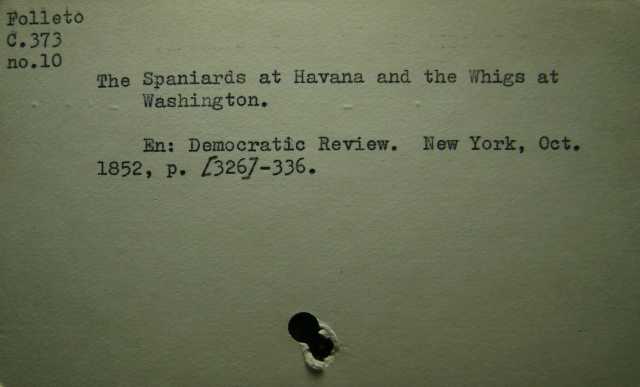 Folleto
C.373
no.10
The Spaniards at Havana and the Whigs at
Washington.
En: Democratic Review. New York, Oct.
1852, p. [326]-336.